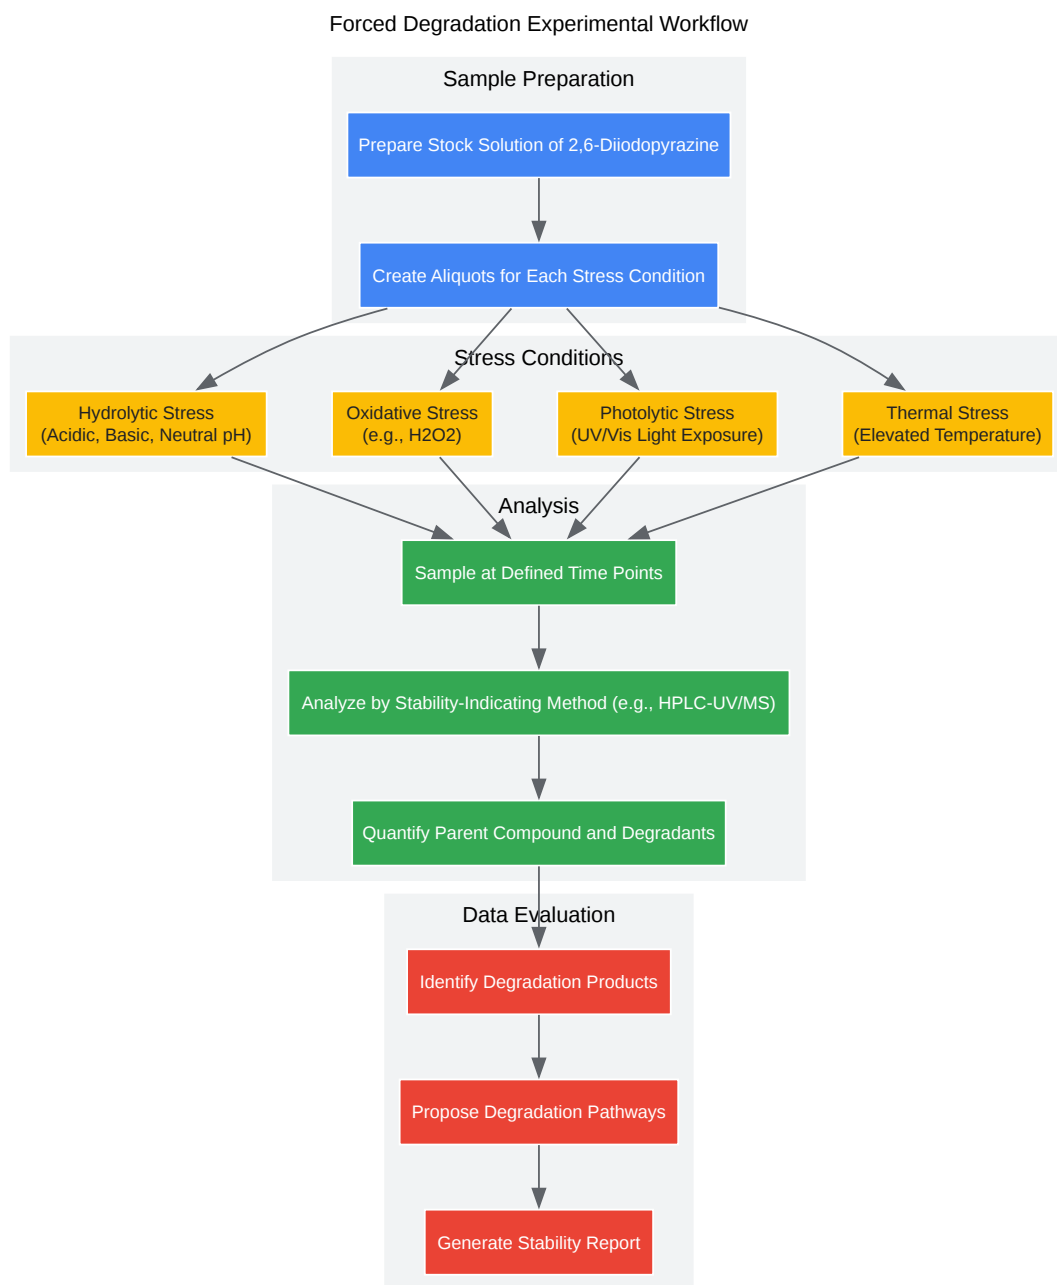 Forced Degradation Experimental Workflow
Sample Preparation
Prepare Stock Solution of 2,6-Diiodopyrazine
Create Aliquots for Each Stress Condition
Stress Conditions
Hydrolytic Stress
(Acidic, Basic, Neutral pH)
Oxidative Stress
(e.g., H2O2)
Photolytic Stress
(UV/Vis Light Exposure)
Thermal Stress
(Elevated Temperature)
Analysis
Sample at Defined Time Points
Analyze by Stability-Indicating Method (e.g., HPLC-UV/MS)
Quantify Parent Compound and Degradants
Data Evaluation
Identify Degradation Products
Propose Degradation Pathways
Generate Stability Report